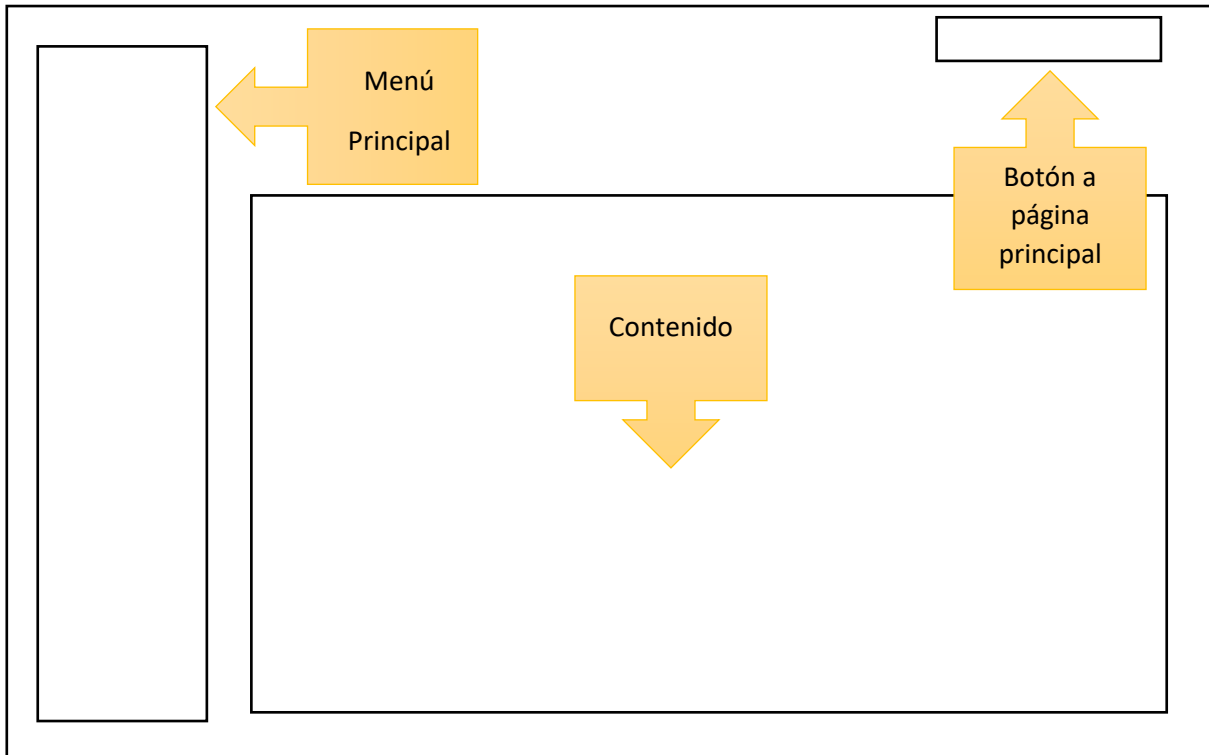 Menú
Principal
Botón a
página
principal
Contenido